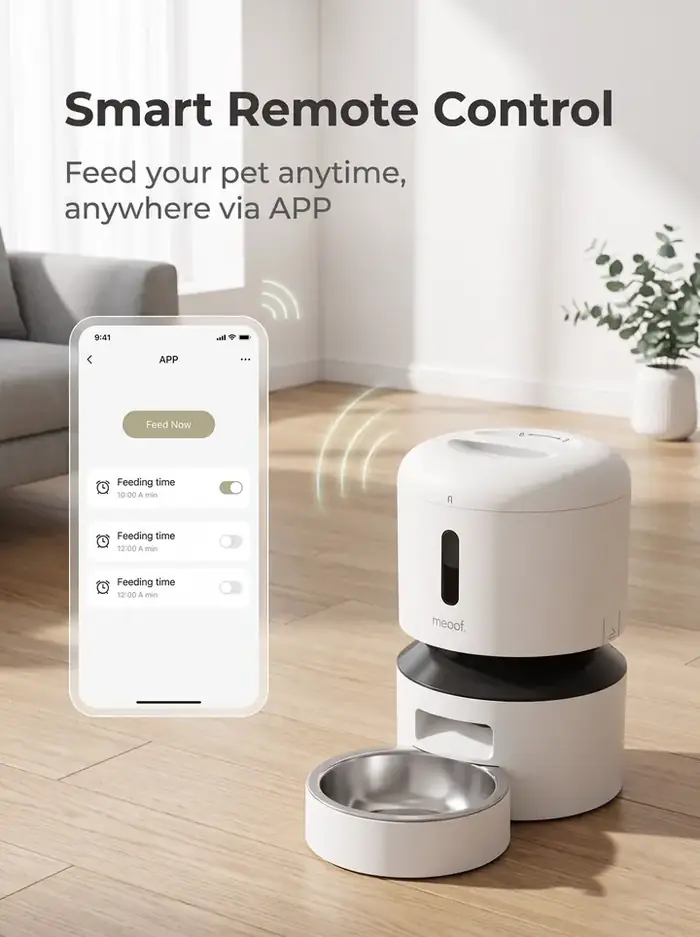 Smart Remote Control
Feed your pet anytime,
anywhere via APP
9:41
APP
Feed Now
Feeding time
10:00 A min
Feeding time
12:00 A min
Feeding time
12:00 A min
meoof.